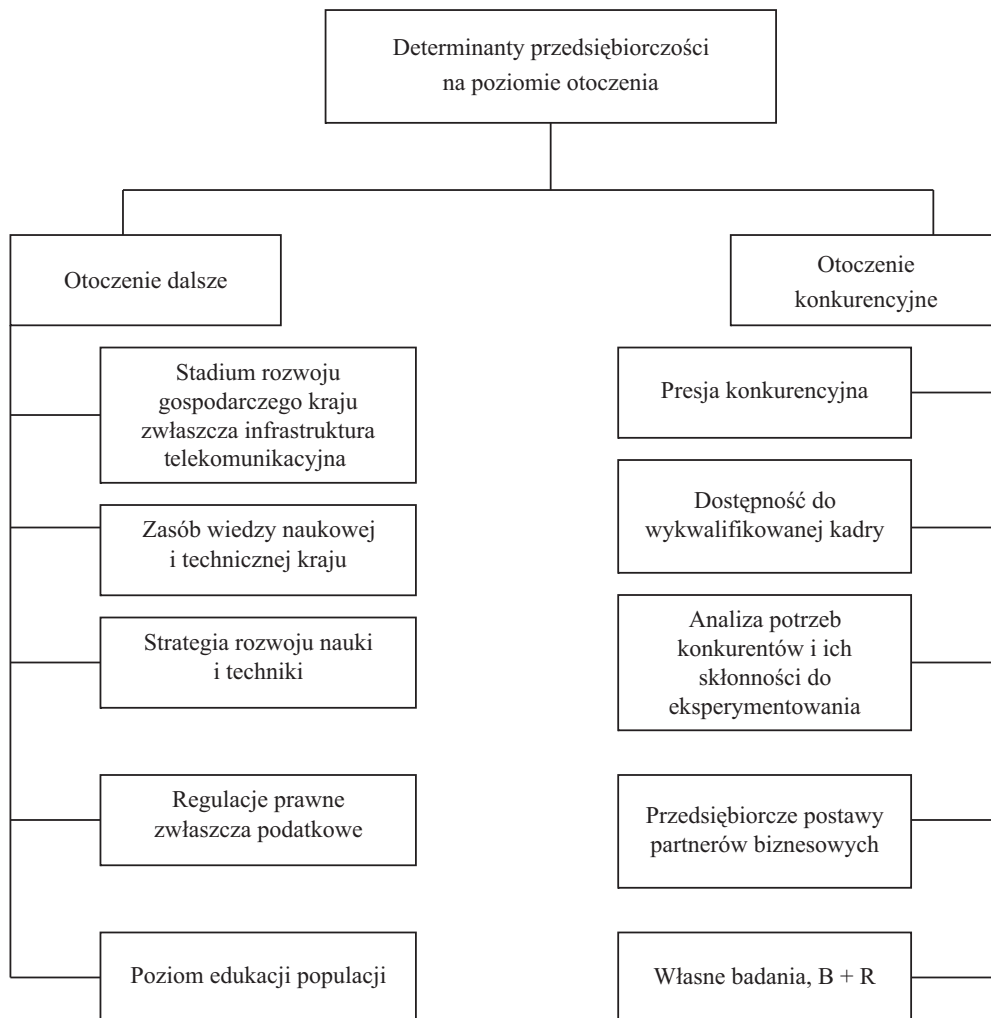 Determinanty przedsiębiorczości
na poziomie otoczenia
Otoczenie dalsze
Stadium rozwoju
gospodarczego kraju
zwłaszcza infrastruktura
telekomunikacyjna
Zasób wiedzy naukowej
i technicznej kraju
Strategia rozwoju nauki
i techniki
Regulacje prawne
zwłaszcza podatkowe
Poziom edukacji populacji
Otoczenie
konkurencyjne
Presja konkurencyjna
Dostępność do
wykwalifikowanej kadry
Analiza potrzeb
konkurentów i ich
skłonności do
eksperymentowania
Przedsiębiorcze postawy
partnerów biznesowych
Własne badania, B + R